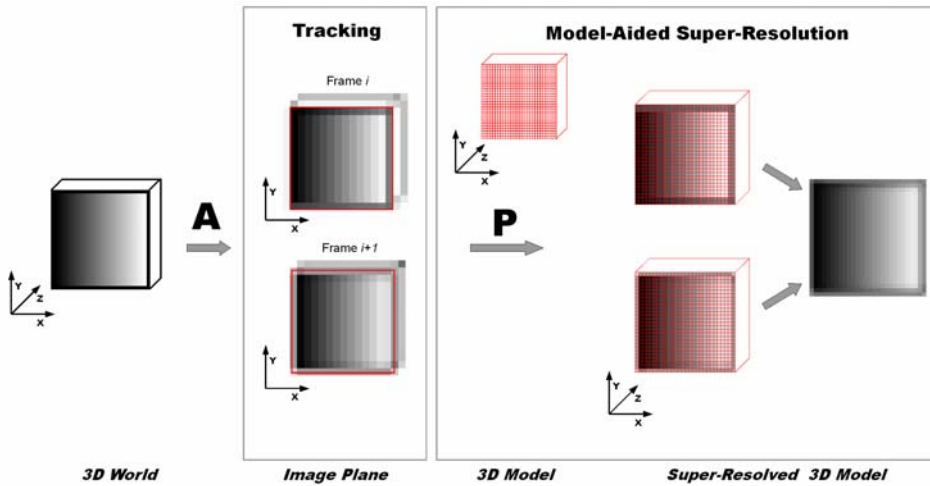 Tracking
Model-Aided Super-Resolution
Frame i
Y
X
Y
Z
X
Y
Z
X
A
P
Frame i+1
Y
X
Y
Z
X
3D World
Image Plane
3D Model
Super-Resolved 3D Model